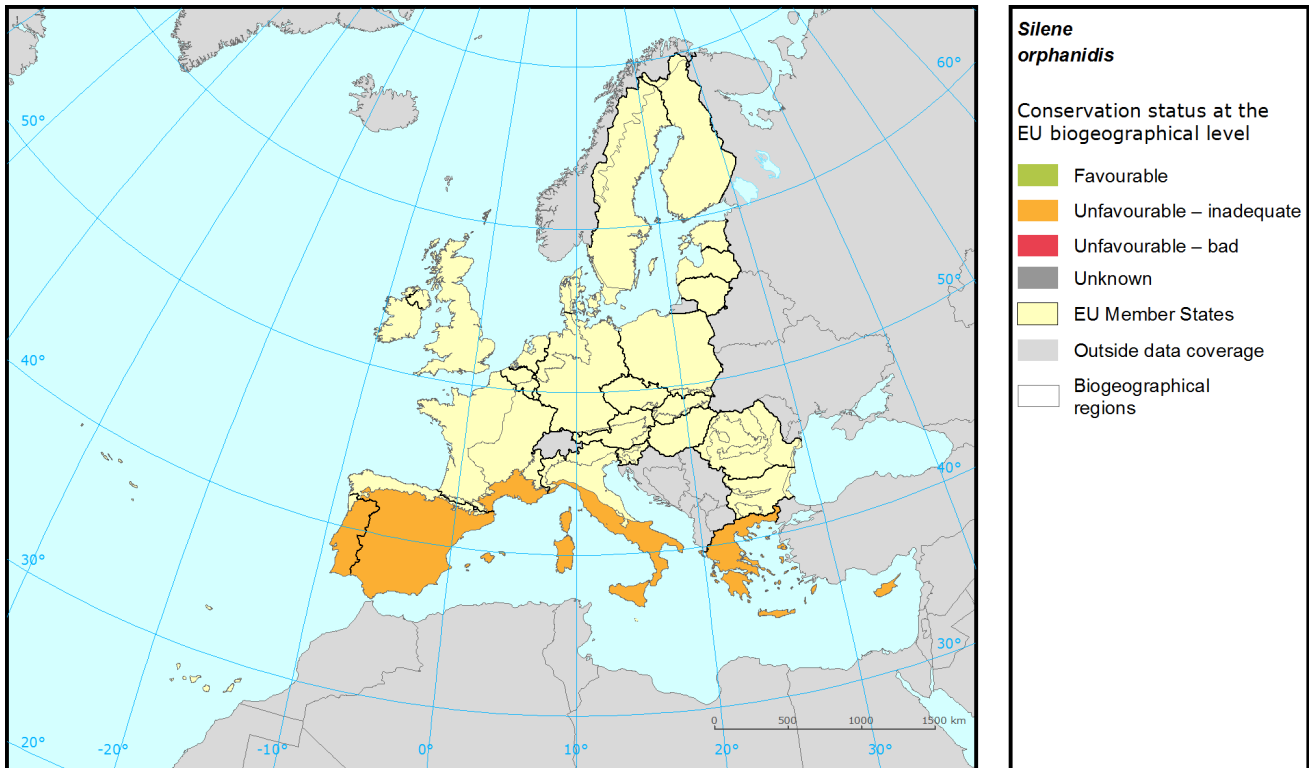 Silene
orphanidis
Conservation status at the
EU biogeographical level
Favourable
Unfavourable – inadequate
Unfavourable – bad
Unknown
EU Member States
Outside data coverage
Biogeographical
regions
60°
50°
50°
40°
40°
30°
30°
0 500 1000 1500 km
20° -20° -10° 0° 10° 20° 30°